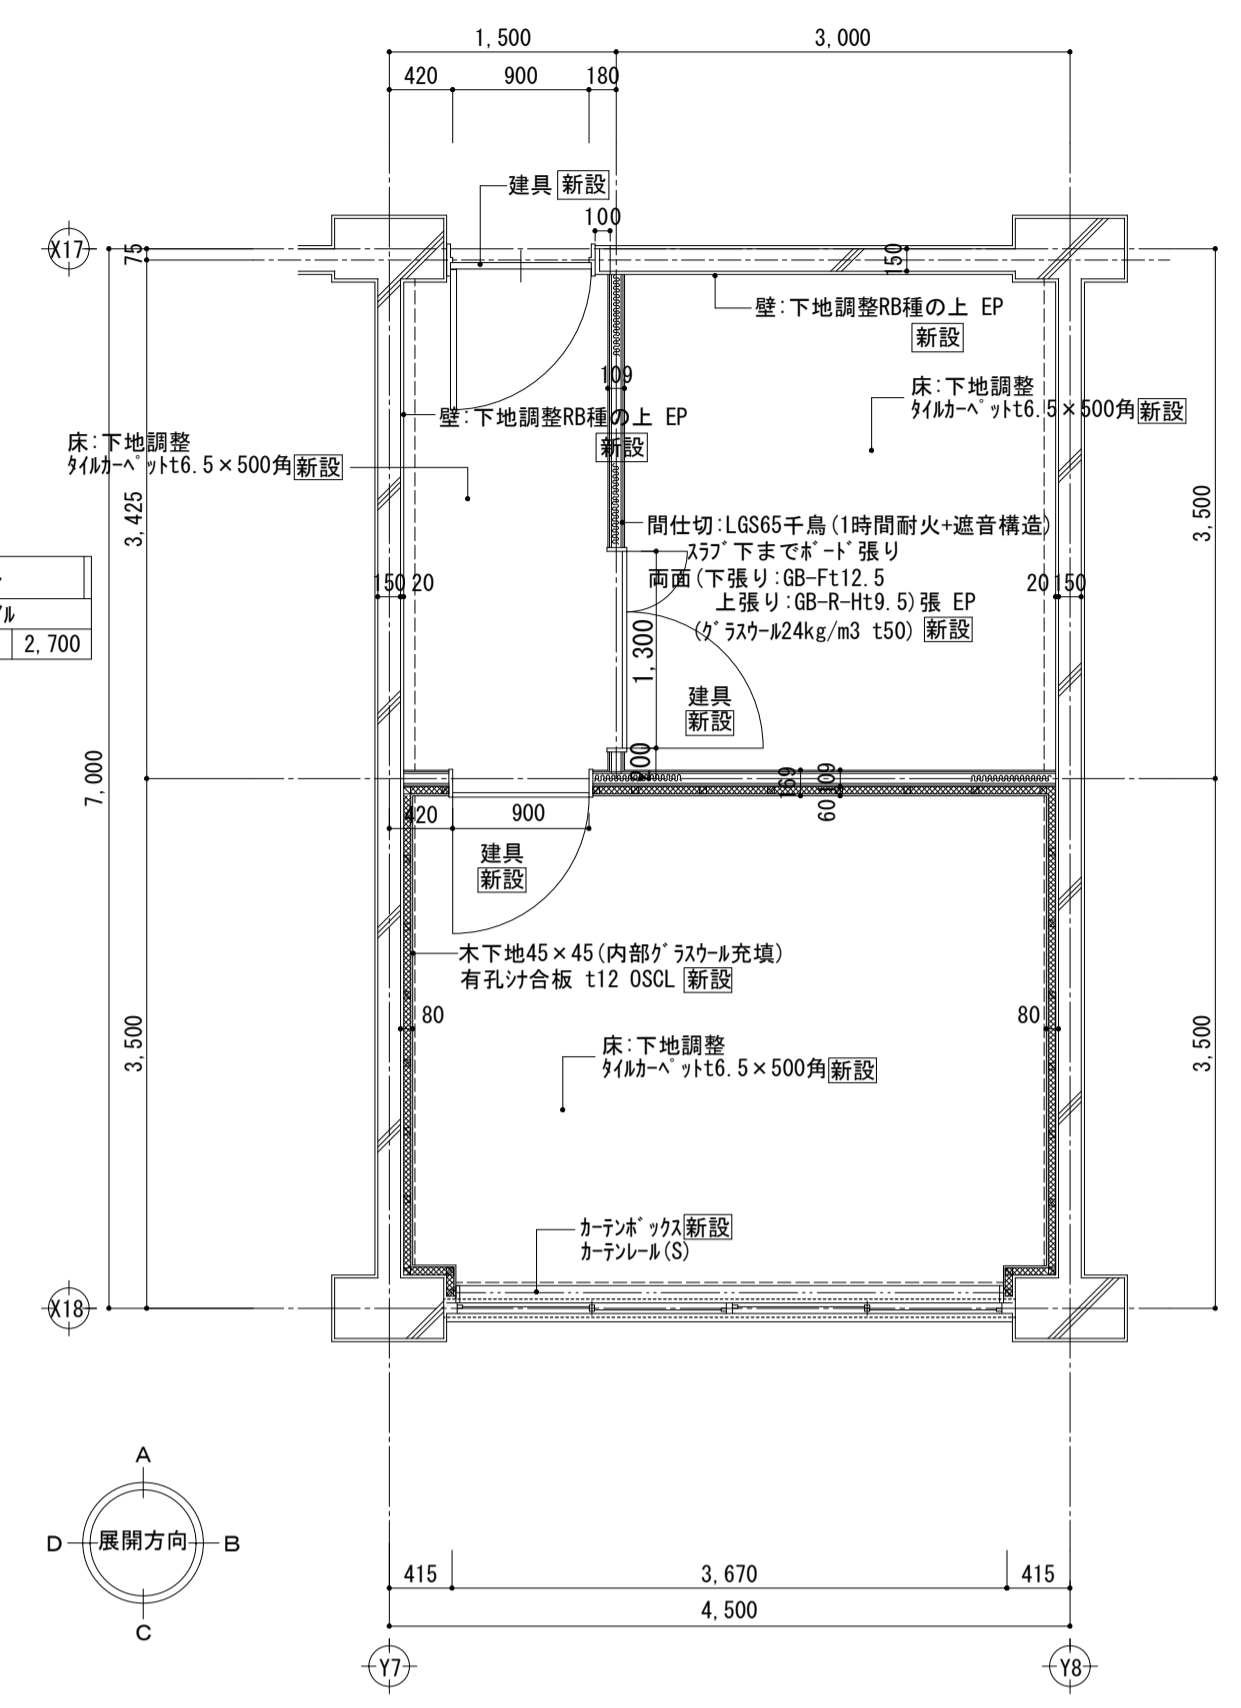 1,500
3,000
420
900
180
建具 新設
100
X17
75
150
壁:下地調整RB種の上 EP
新設
109
床:下地調整
ﾀｲﾙｶｰﾍﾟｯﾄt6.5×500角 新設
壁:下地調整RB種の上 EP
新設
床:下地調整
ﾀｲﾙｶｰﾍﾟｯﾄt6.5×500角 新設
3,425
3,500
間仕切:LGS65千鳥(1時間耐火+遮音構造)
ｽﾗﾌﾞ下までﾎﾞｰﾄﾞ張り
両面(下張り:GB-Ft12.5
上張り:GB-R-Ht9.5)張 EP
(ｸﾞﾗｽｳｰﾙ24kg/m3 t50) 新設
150
20
20
150
2,700
1,300
建具
新設
200
7,000
169
109
60
420
900
建具
新設
木下地45×45(内部ｸﾞﾗｽｳｰﾙ充填)
有孔ｼﾅ合板 t12 OSCL 新設
80
80
3,500
3,500
床:下地調整
ﾀｲﾙｶｰﾍﾟｯﾄt6.5×500角 新設
ｶｰﾃﾝﾎﾞｯｸｽ 新設
ｶｰﾃﾝﾚｰﾙ(S)
X18
A
D
展開方向
B
C
415
3,670
415
4,500
Y7
Y8